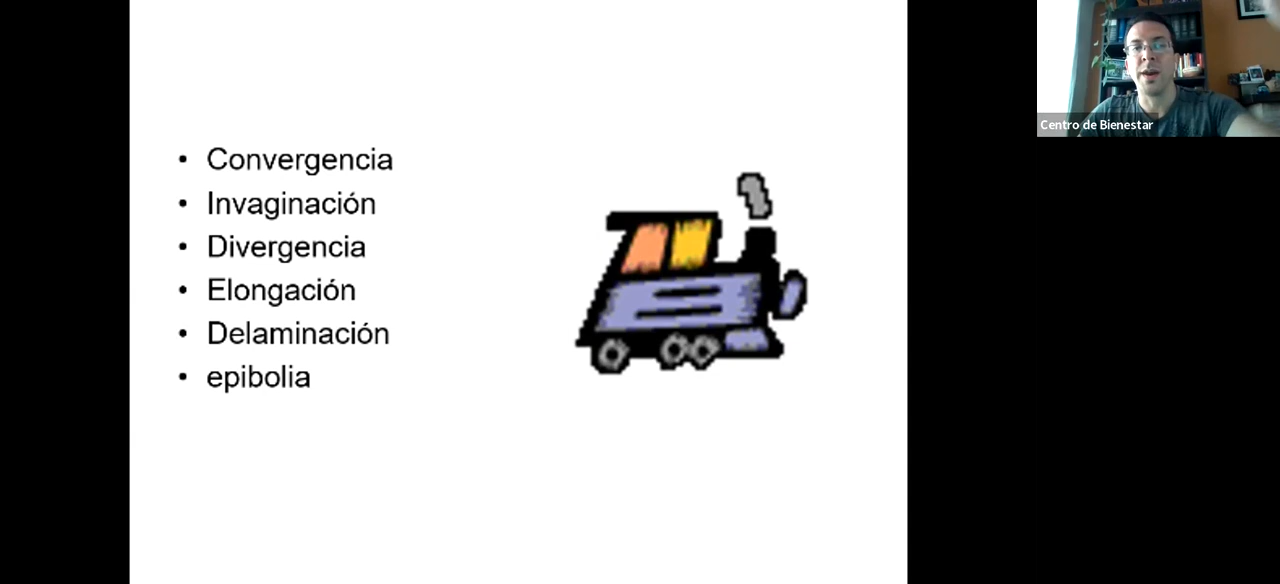 Convergencia
Invaginación
Divergencia
Elongación
Delaminación
epibolia
Centro de Bienestar